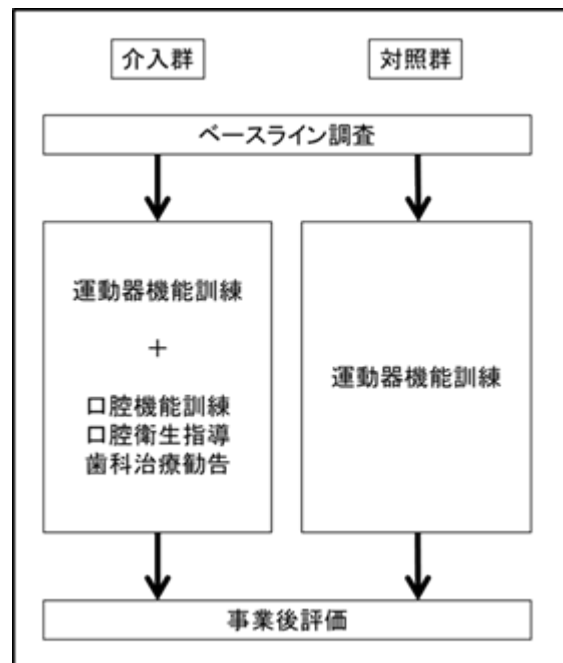 介入群
対照群
ベースライン調査
運動器機能訓練
+
口腔機能訓練
口腔衛生指導
歯科治療勧告
運動器機能訓練
事業後評価